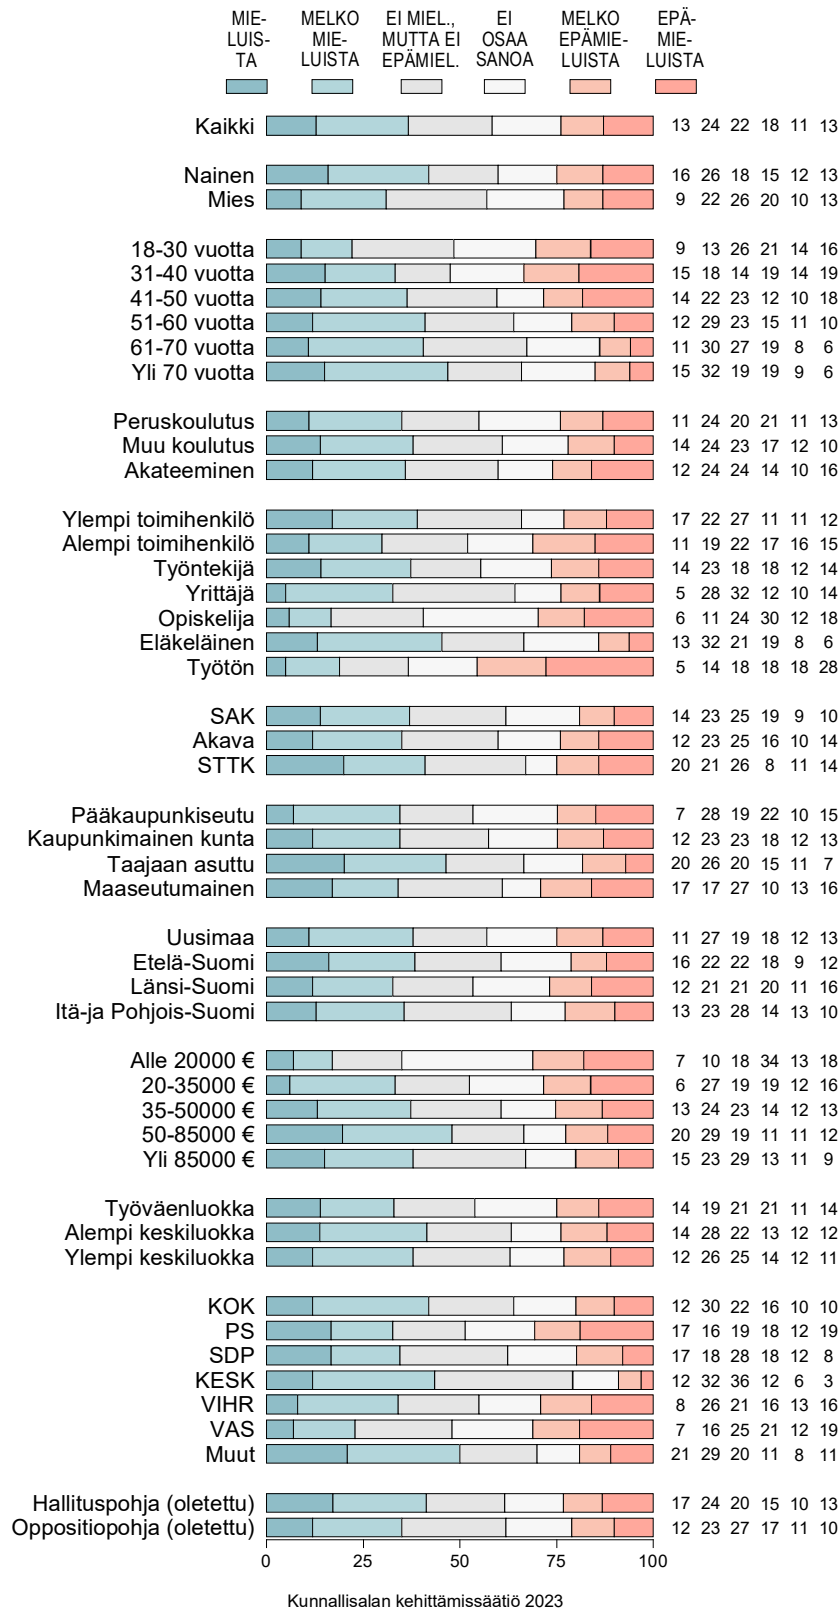 MIE- MELKO EI MIEL., EI MELKO EPÄ-
LUIS- MIE- MUTTA EI OSAA EPÄMIE- MIE-
TA LUISTA EPÄMIEL. SANOA LUISTA LUISTA
Kaikki 13 24 22 18 11 13
Nainen 16 26 18 15 12 13
Mies 9 22 26 20 10 13
18-30 vuotta 9 13 26 21 14 16
31-40 vuotta 15 18 14 19 14 19
41-50 vuotta 14 22 23 12 10 18
51-60 vuotta 12 29 23 15 11 10
61-70 vuotta 11 30 27 19 8 6
Yli 70 vuotta 15 32 19 19 9 6
Peruskoulutus 11 24 20 21 11 13
Muu koulutus 14 24 23 17 12 10
Akateeminen 12 24 24 14 10 16
Ylempi toimihenkilö 17 22 27 11 11 12
Alempi toimihenkilö 11 19 22 17 16 15
Työntekijä 14 23 18 18 12 14
Yrittäjä 5 28 32 12 10 14
Opiskelija 6 11 24 30 12 18
Eläkeläinen 13 32 21 19 8 6
Työtön 5 14 18 18 18 28
SAK 14 23 25 19 9 10
Akava 12 23 25 16 10 14
STTK 20 21 26 8 11 14
Pääkaupunkiseutu 7 28 19 22 10 15
Kaupunkimainen kunta 12 23 23 18 12 13
Taajaan asuttu 20 26 20 15 11 7
Maaseutumainen 17 17 27 10 13 16
Uusimaa 11 27 19 18 12 13
Etelä-Suomi 16 22 22 18 9 12
Länsi-Suomi 12 21 21 20 11 16
Itä-ja Pohjois-Suomi 13 23 28 14 13 10
Alle 20000 € 7 10 18 34 13 18
20-35000 € 6 27 19 19 12 16
35-50000 € 13 24 23 14 12 13
50-85000 € 20 29 19 11 11 12
Yli 85000 € 15 23 29 13 11 9
Työväenluokka 14 19 21 21 11 14
Alempi keskiluokka 14 28 22 13 12 12
Ylempi keskiluokka 12 26 25 14 12 11
KOK 12 30 22 16 10 10
PS 17 16 19 18 12 19
SDP 17 18 28 18 12 8
KESK 12 32 36 12 6 3
VIHR 8 26 21 16 13 16
VAS 7 16 25 21 12 19
Muut 21 29 20 11 8 11
Hallituspohja (oletettu) 17 24 20 15 10 13
Oppositiopohja (oletettu) 12 23 27 17 11 10
0 25 50 75 100
Kunnallisalan kehittämissäätiö 2023